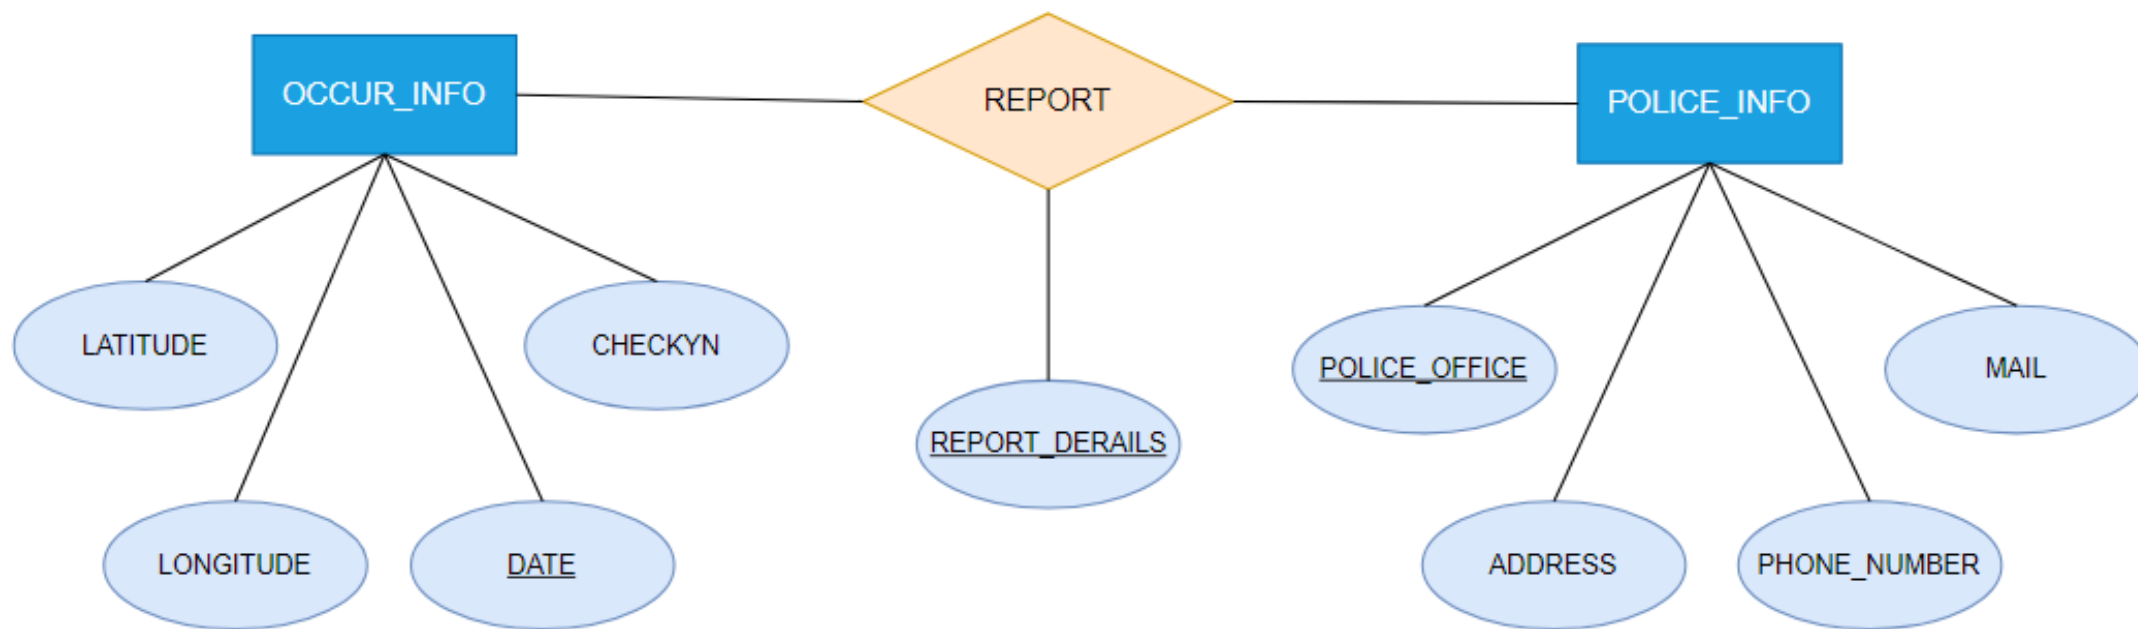 OCCUR_INFO
REPORT
POLICE_INFO
LATITUDE
CHECKYN
POLICE_OFFICE
MAIL
REPORT_DERAILS
LONGITUDE
DATE
ADDRESS
PHONE_NUMBER